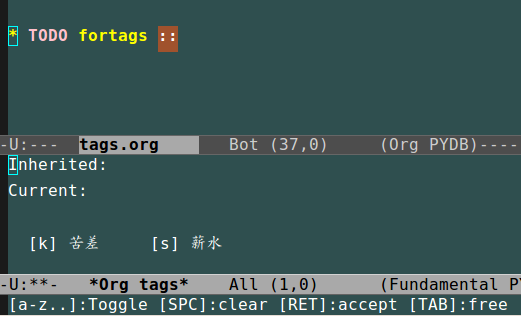 * TODO fortags ::
-U:--- tags.org Bot (37,0) (Org PYDB)----
Inherited:
Current:
[k] 苦差 [s] 薪水
-U:**- *Org tags* All (1,0) (Fundamental P
[a-z..]:Toggle [SPC]:clear [RET]:accept [TAB]:free